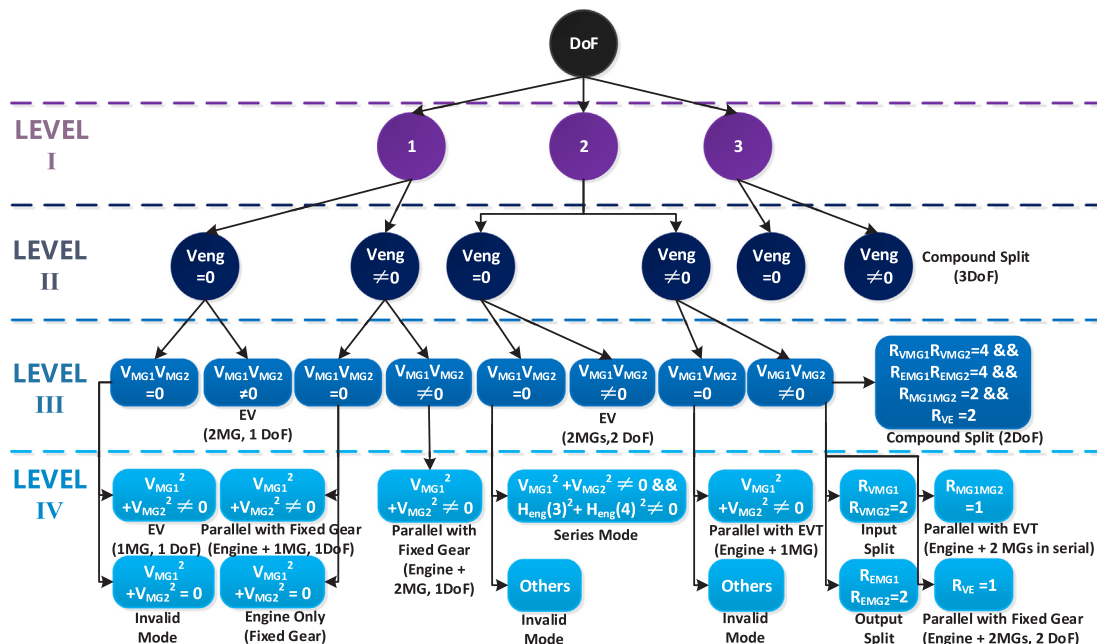 DoF
LEVEL
I
1
2
3
LEVEL
II
Veng
=0
Veng
≠0
Veng
=0
Veng
≠0
Veng
=0
Veng
≠0
Compound Split
(3DoF)
LEVEL
III
VMG1VMG2
=0
VMG1VMG2
≠0
EV
(2MG, 1 DoF)
VMG1VMG2
=0
VMG1VMG2
≠0
VMG1VMG2
=0
VMG1VMG2
≠0
EV
(2MGs,2 DoF)
VMG1VMG2
=0
VMG1VMG2
≠0
RVMG1RVMG2=4 &&
REMG1REMG2=4 &&
RMG1MG2 =2 &&
RVE =2
Compound Split (2DoF)
LEVEL
IV
VMG1²
+VMG2² ≠ 0
EV
(1MG, 1 DoF)
VMG1²
+VMG2² ≠ 0
Parallel with Fixed Gear
(Engine + 1MG, 1DoF)
VMG1²
+VMG2² ≠ 0
Parallel with
Fixed Gear
(Engine +
2MG, 1DoF)
VMG1² +VMG2² ≠ 0 &&
Heng(3)²+ Heng(4) ²≠ 0
Series Mode
VMG1²
+VMG2² ≠ 0
Parallel with EVT
(Engine + 1MG)
RVMG1
RVMG2=2
Input
Split
RMG1MG2
=1
Parallel with EVT
(Engine + 2 MGs in serial)
VMG1²
+VMG2² = 0
Invalid
Mode
VMG1²
+VMG2² = 0
Engine Only
(Fixed Gear)
Others
Invalid
Mode
Others
Invalid
Mode
REMG1
REMG2=2
Output
Split
RVE =1
Parallel with Fixed Gear
(Engine + 2MGs, 2 DoF)